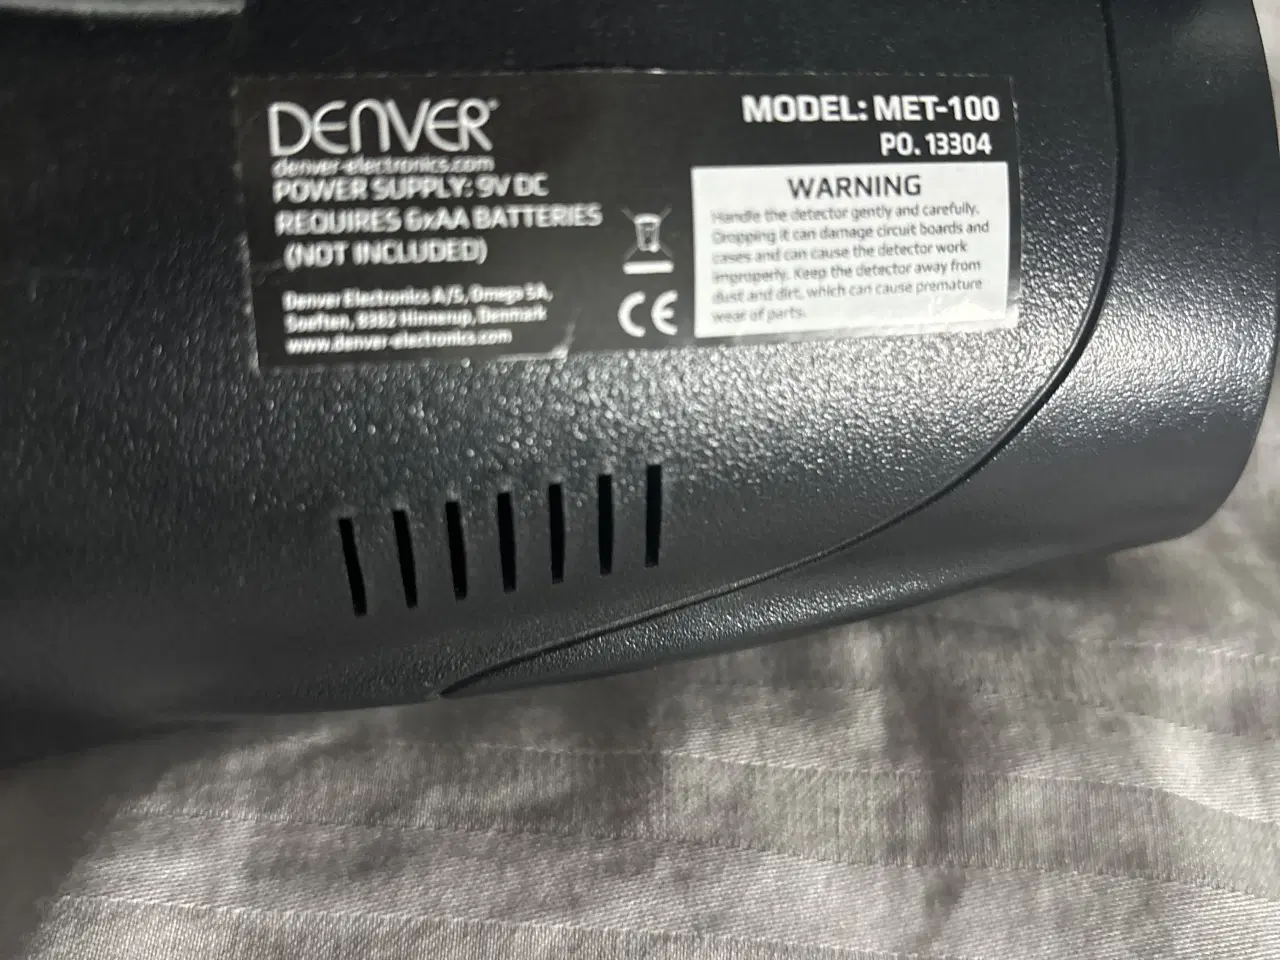 DENVER®
denver-electronics.com
POWER SUPPLY: 9V DC
REQUIRES 6xAA BATTERIES
(NOT INCLUDED)
Denver Electronics A/S, Omega 5A,
Soeften, 8382 Hinnerup, Denmark
www.denver-electronics.com
CE
MODEL: MET-100
PO. 13304
WARNING
Handle the detector gently and carefully.
Dropping it can damage circuit boards and
cases and can cause the detector work
improperly. Keep the detector away from
dust and dirt, which can cause premature
wear of parts.